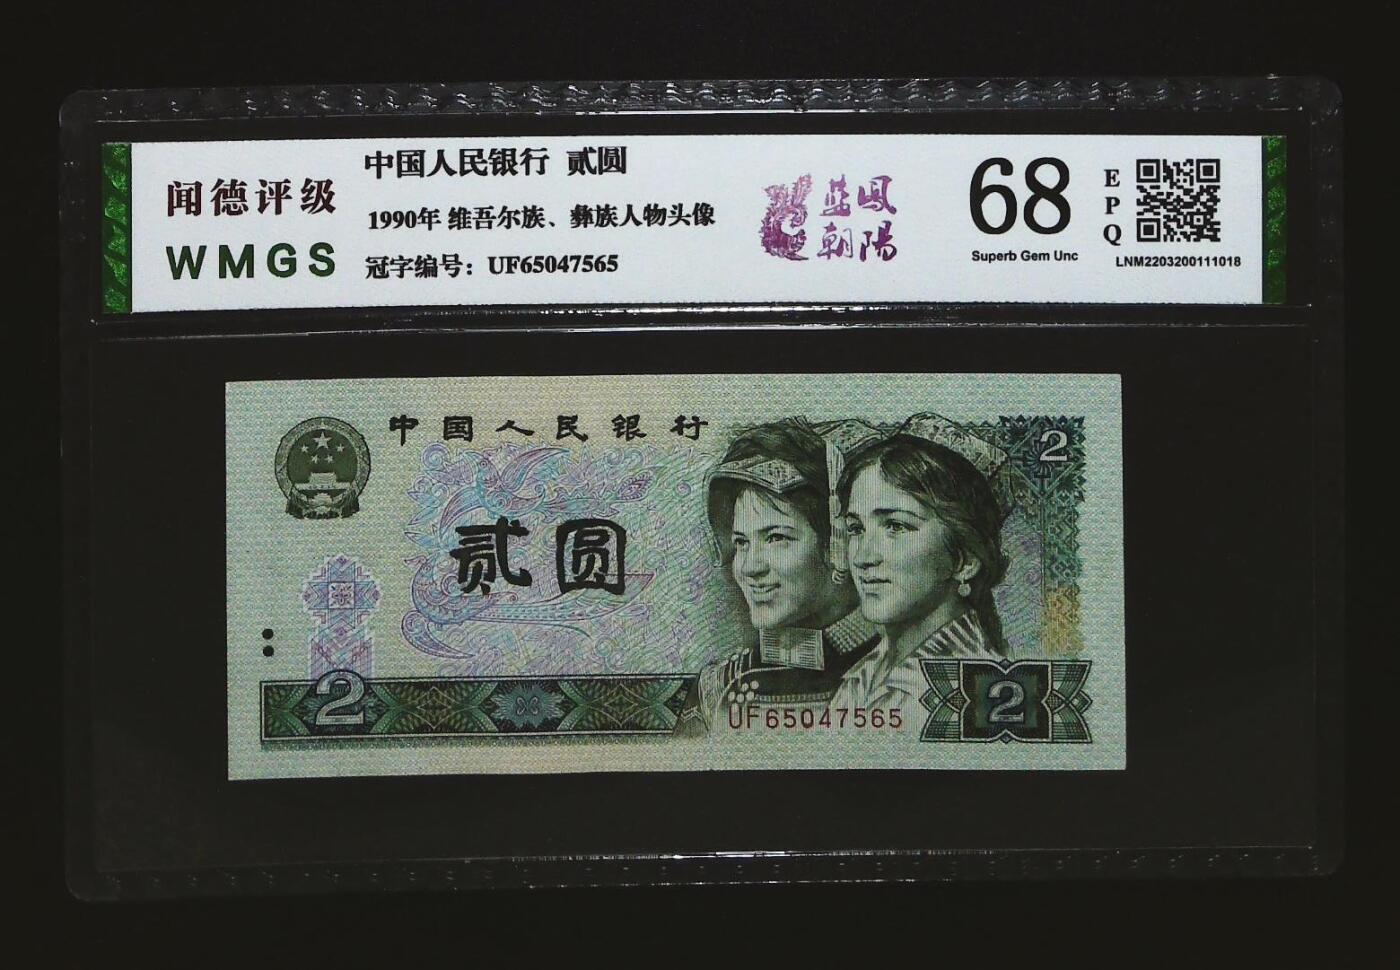 闻德评级
WMGS
中国人民银行 贰圆
1990年 维吾尔族、彝族人物头像
冠字编号：UF65047565
蓝凤
朝陽
68
Superb Gem Unc
EPQ
LNM2203200111018
中国人民银行
贰圆
2
2
2
UF65047565